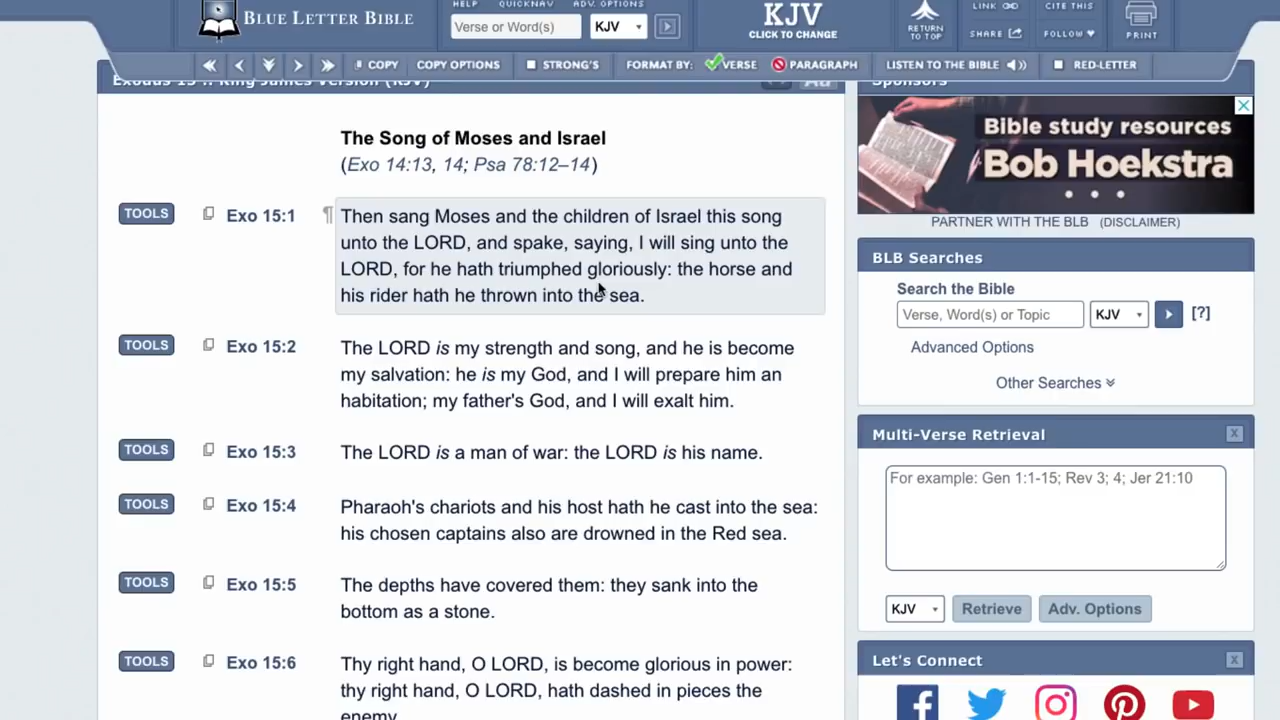 BLUE LETTER BIBLE
HELP QUICKNAV ADV. OPTIONS
Verse or Word(s) KJV
KJV
CLICK TO CHANGE
RETURN
TO TOP
LINK CITE THIS
SHARE FOLLOW
PRINT
COPY COPY OPTIONS STRONG'S FORMAT BY: VERSE PARAGRAPH LISTEN TO THE BIBLE RED-LETTER
Exodus 15 :: King James Version (KJV)
Aa
The Song of Moses and Israel
(Exo 14:13, 14; Psa 78:12–14)
TOOLS Exo 15:1 ¶ Then sang Moses and the children of Israel this song
unto the LORD, and spake, saying, I will sing unto the
LORD, for he hath triumphed gloriously: the horse and
his rider hath he thrown into the sea.
TOOLS Exo 15:2 The LORD is my strength and song, and he is become
my salvation: he is my God, and I will prepare him an
habitation; my father's God, and I will exalt him.
TOOLS Exo 15:3 The LORD is a man of war: the LORD is his name.
TOOLS Exo 15:4 Pharaoh's chariots and his host hath he cast into the sea:
his chosen captains also are drowned in the Red sea.
TOOLS Exo 15:5 The depths have covered them: they sank into the
bottom as a stone.
TOOLS Exo 15:6 Thy right hand, O LORD, is become glorious in power:
thy right hand, O LORD, hath dashed in pieces the
enemy.
Sponsors
Bible study resources
Bob Hoekstra
PARTNER WITH THE BLB (DISCLAIMER)
BLB Searches
Search the Bible
Verse, Word(s) or Topic KJV [?]
Advanced Options
Other Searches
Multi-Verse Retrieval X
For example: Gen 1:1-15; Rev 3; 4; Jer 21:10
KJV Retrieve Adv. Options
Let's Connect X